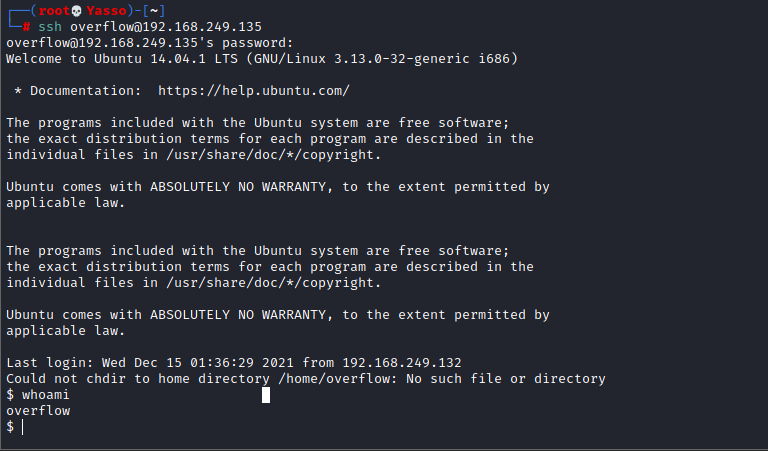 ┌──(root💀Yasso)-[~]
└─# ssh overflow@192.168.249.135
overflow@192.168.249.135's password:
Welcome to Ubuntu 14.04.1 LTS (GNU/Linux 3.13.0-32-generic i686)
* Documentation:  https://help.ubuntu.com/
The programs included with the Ubuntu system are free software;
the exact distribution terms for each program are described in the
individual files in /usr/share/doc/*/copyright.
Ubuntu comes with ABSOLUTELY NO WARRANTY, to the extent permitted by
applicable law.
The programs included with the Ubuntu system are free software;
the exact distribution terms for each program are described in the
individual files in /usr/share/doc/*/copyright.
Ubuntu comes with ABSOLUTELY NO WARRANTY, to the extent permitted by
applicable law.
Last login: Wed Dec 15 01:36:29 2021 from 192.168.249.132
Could not chdir to home directory /home/overflow: No such file or directory
$ whoami
overflow
$